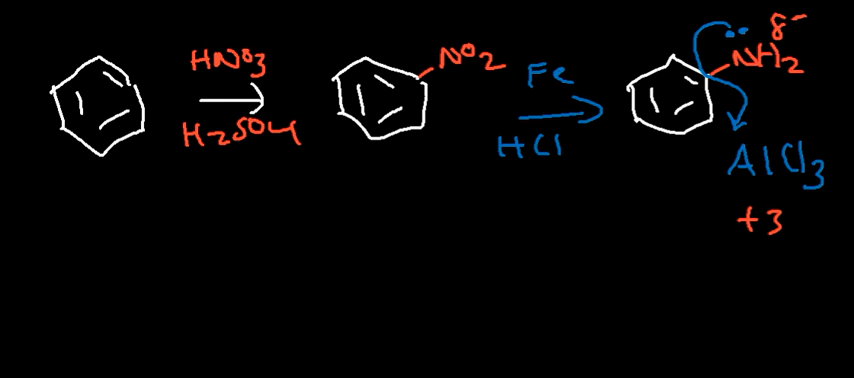 HNO3
H2SO4
NO2
Fe
HCl
NH2
δ-
AlCl3
+3